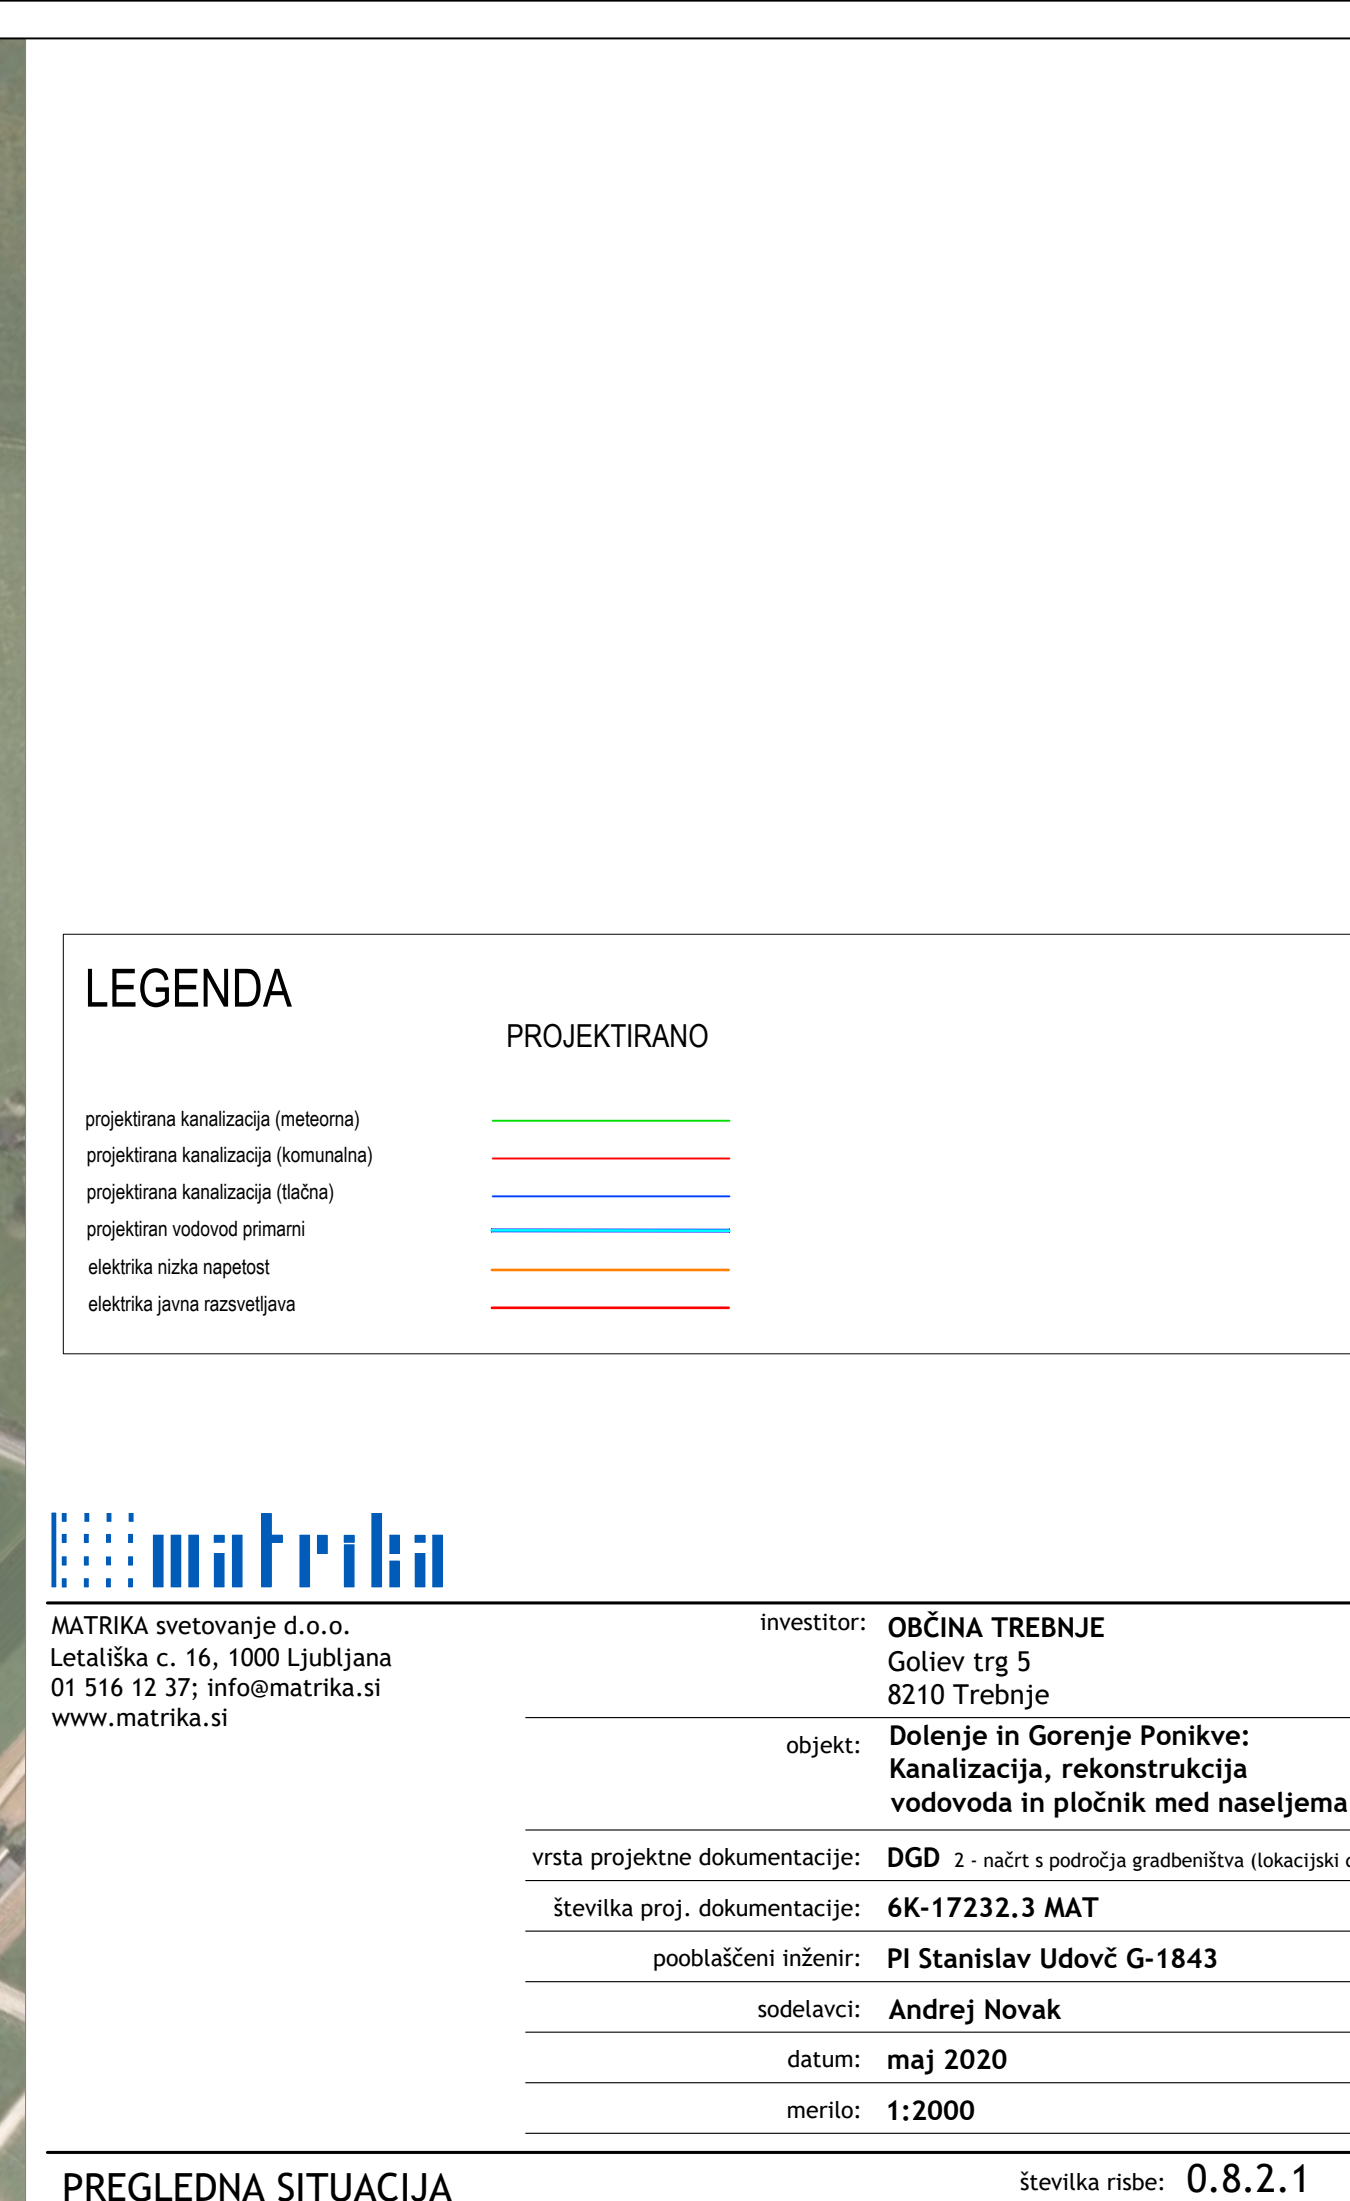 LEGENDA
PROJEKTIRANO
projektirana kanalizacija (meteorna)
projektirana kanalizacija (komunalna)
projektirana kanalizacija (tlačna)
projektiran vodovod primarni
elektrika nizka napetost
elektrika javna razsvetljava
matrika
MATRIKA svetovanje d.o.o.
Letališka c. 16, 1000 Ljubljana
01 516 12 37; info@matrika.si
www.matrika.si
investitor: OBČINA TREBNJE
Goliev trg 5
8210 Trebnje
objekt: Dolenje in Gorenje Ponikve:
Kanalizacija, rekonstrukcija
vodovoda in pločnik med naseljema
vrsta projektne dokumentacije: DGD 2 - načrt s področja gradbeništva (lokacijski
številka proj. dokumentacije: 6K-17232.3 MAT
pooblaščeni inženir: PI Stanislav Udovč G-1843
sodelavci: Andrej Novak
datum: maj 2020
merilo: 1:2000
PREGLEDNA SITUACIJA številka risbe: 0.8.2.1